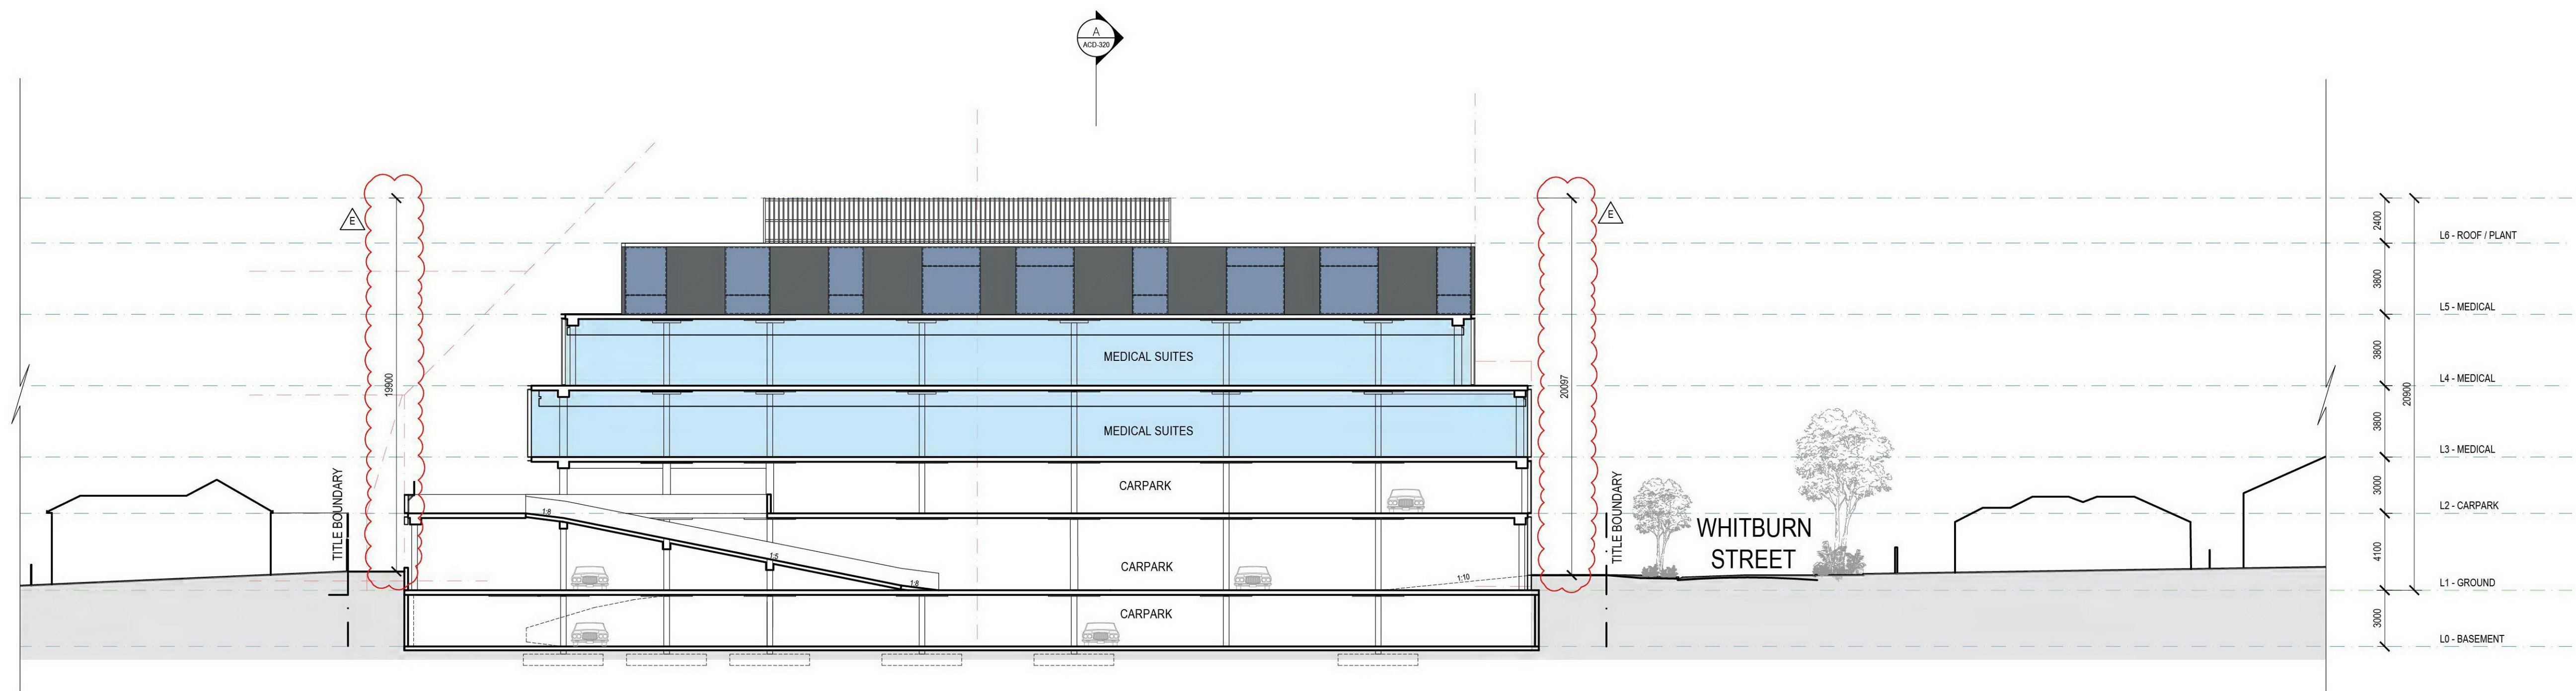 A
ACD-320
E
E
2400
L6 - ROOF / PLANT
3800
L5 - MEDICAL
3800
MEDICAL SUITES
L4 - MEDICAL
19900
20097
20900
3800
MEDICAL SUITES
L3 - MEDICAL
TITLE BOUNDARY
TITLE BOUNDARY
CARPARK
3000
L2 - CARPARK
1:8
WHITBURN
STREET
1:5
4100
CARPARK
1:8
1:10
L1 - GROUND
CARPARK
3000
L0 - BASEMENT